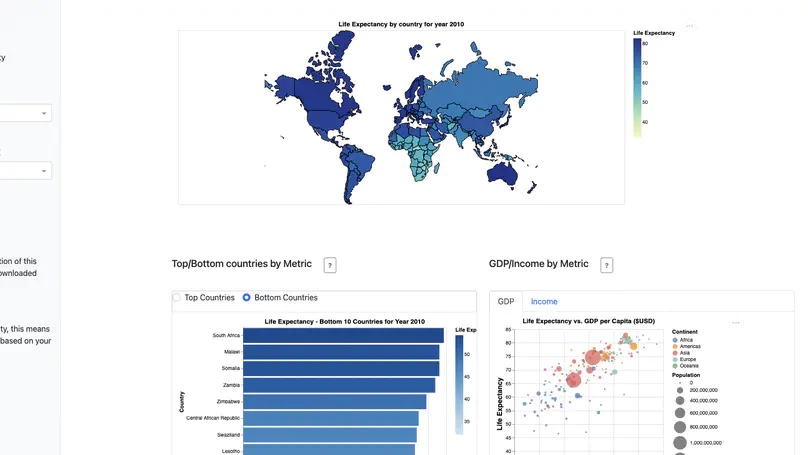 Life Expectancy by country for year 2010
...
Life Expectancy
80
70
60
50
40
ty
tion of this
ownloaded
ty, this means
based on your
Top/Bottom countries by Metric ?
GDP/Income by Metric ?
Top Countries Bottom Countries
Life Expectancy - Bottom 10 Countries for Year 2010
Life Exp
South Africa
Malawi
Somalia
Zambia
Zimbabwe
Central African Republic
Swaziland
Lesotho
Country
50
45
40
35
GDP Income
Life Expectancy vs. GDP per Capita ($USD)
...
85
80
75
70
65
60
55
50
45
40
Life Expectancy
Continent
Africa
Americas
Asia
Europe
Oceania
Population
0
200,000,000
400,000,000
600,000,000
800,000,000
1,000,000,000